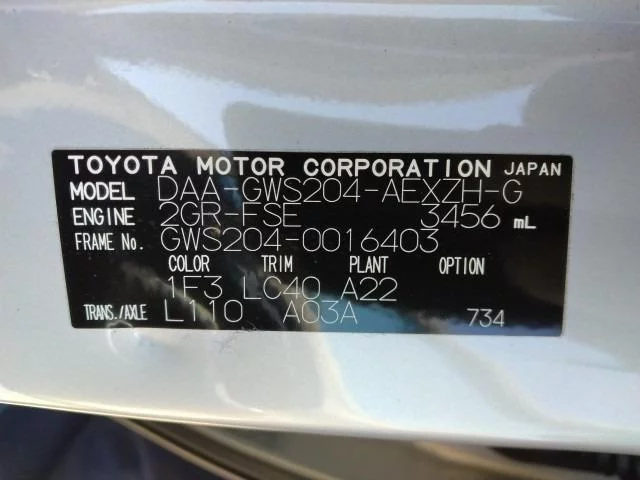 TOYOTA MOTOR CORPORATION JAPAN
MODEL DAA-GWS204-AEXZH-G
ENGINE 2GR-FSE 3456 mL
FRAME No. GWS204-0016403
COLOR TRIM PLANT OPTION
1F3 LC40 A22
TRANS./AXLE L110 A03A 734